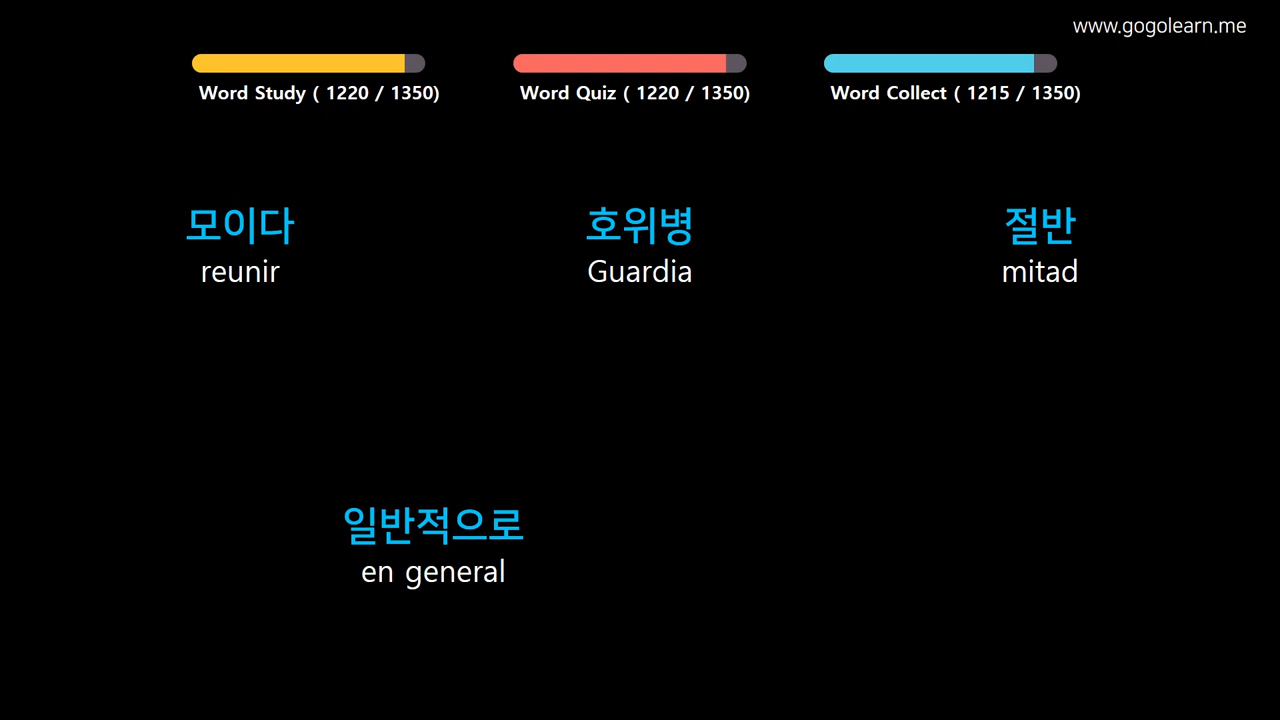 www.gogolearn.me
Word Study ( 1220 / 1350)
Word Quiz ( 1220 / 1350)
Word Collect ( 1215 / 1350)
모이다
reunir
호위병
Guardia
절반
mitad
일반적으로
en general